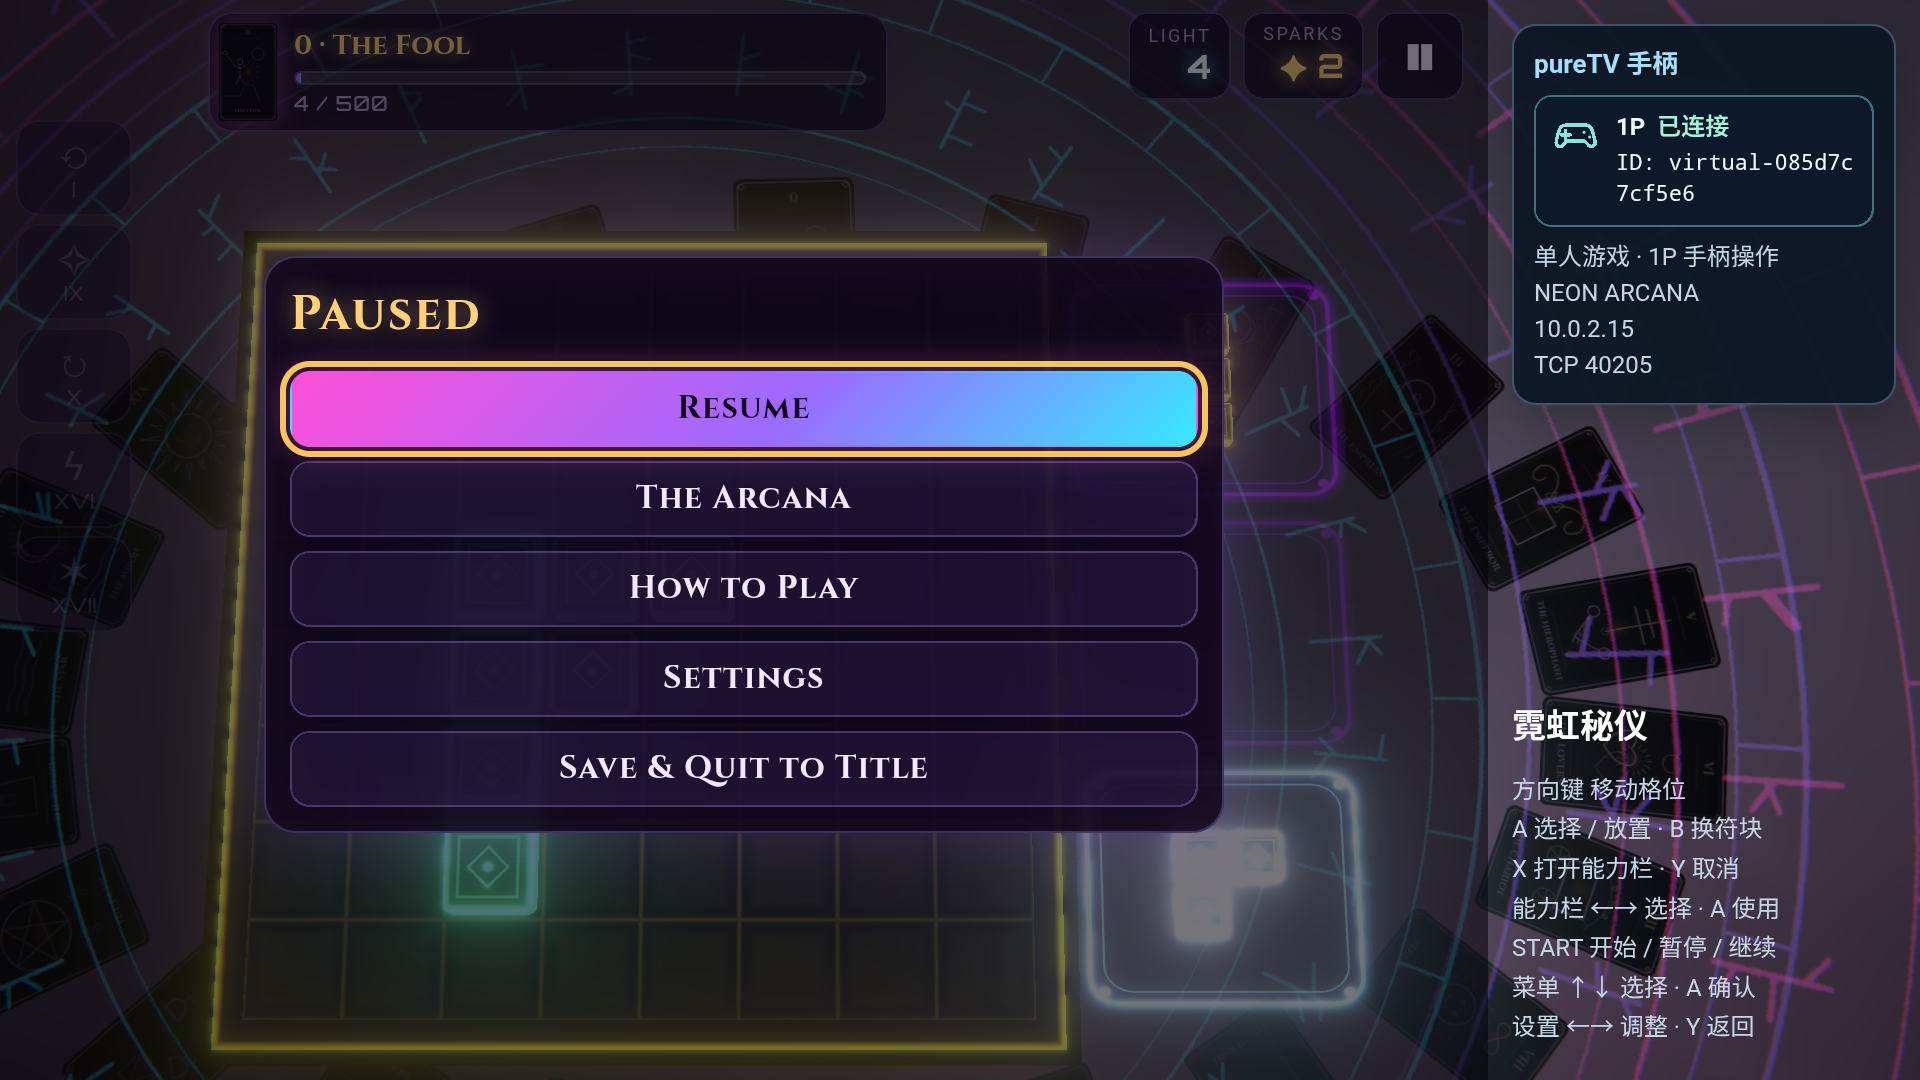 0 · THE FOOL
4 / 500
LIGHT
4
SPARKS
2
I
IX
X
XVI
XVII
PAUSED
RESUME
THE ARCANA
HOW TO PLAY
SETTINGS
SAVE & QUIT TO TITLE
pureTV 手柄
1P 已连接
ID: virtual-085d7c
7cf5e6
单人游戏 · 1P 手柄操作
NEON ARCANA
10.0.2.15
TCP 40205
霓虹秘仪
方向键 移动格位
A 选择 / 放置 · B 换符块
X 打开能力栏 · Y 取消
能力栏 ←→ 选择 · A 使用
START 开始 / 暂停 / 继续
菜单 ↑↓ 选择 · A 确认
设置 ←→ 调整 · Y 返回